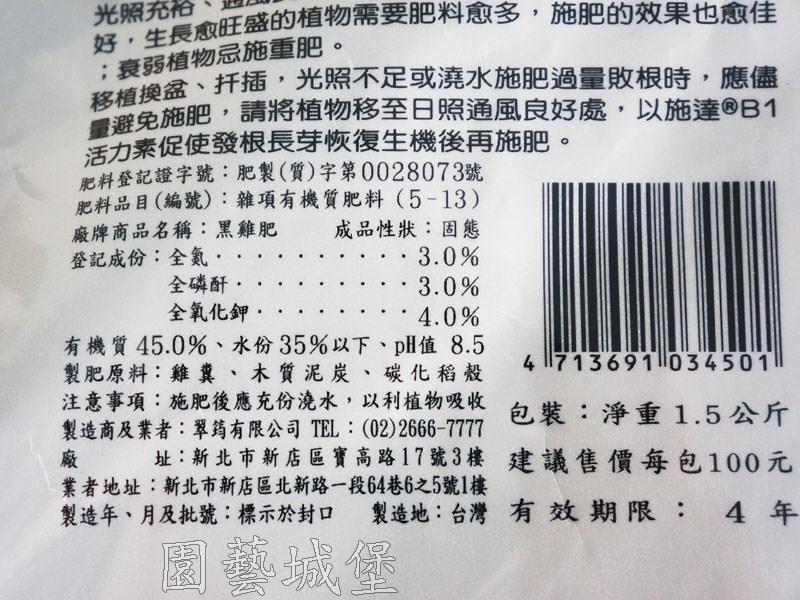 光照充裕、通風良
好，生長愈旺盛的植物需要肥料愈多，施肥的效果也愈佳
；衰弱植物忌施重肥。
移植換盆、扦插，光照不足或澆水施肥過量敗根時，應儘
量避免施肥，請將植物移至日照通風良好處，以施達®B1
活力素促使發根長芽恢復生機後再施肥。
肥料登記證字號：肥製(質)字第0028073號
肥料品目(編號)：雜項有機質肥料（5-13）
廠牌商品名稱：黑雞肥　成品性狀：固態
登記成份：全氮．．．．．．．．．．3.0%
全磷酐．．．．．．．．．3.0%
全氧化鉀．．．．．．．．4.0%
有機質45.0%、水份35%以下、pH值 8.5
製肥原料：雞糞、木質泥炭、碳化稻殼
注意事項：施肥後應充份澆水，以利植物吸收
製造商及業者：翠筠有限公司 TEL：(02)2666-7777
廠　　址：新北市新店區寶高路17號3樓
業者地址：新北市新店區北新路一段64巷6之5號1樓
製造年、月及批號：標示於封口　製造地：台灣
4 713691 034501
包裝：淨重1.5公斤
建議售價每包100元
有效期限：4年
園藝城堡